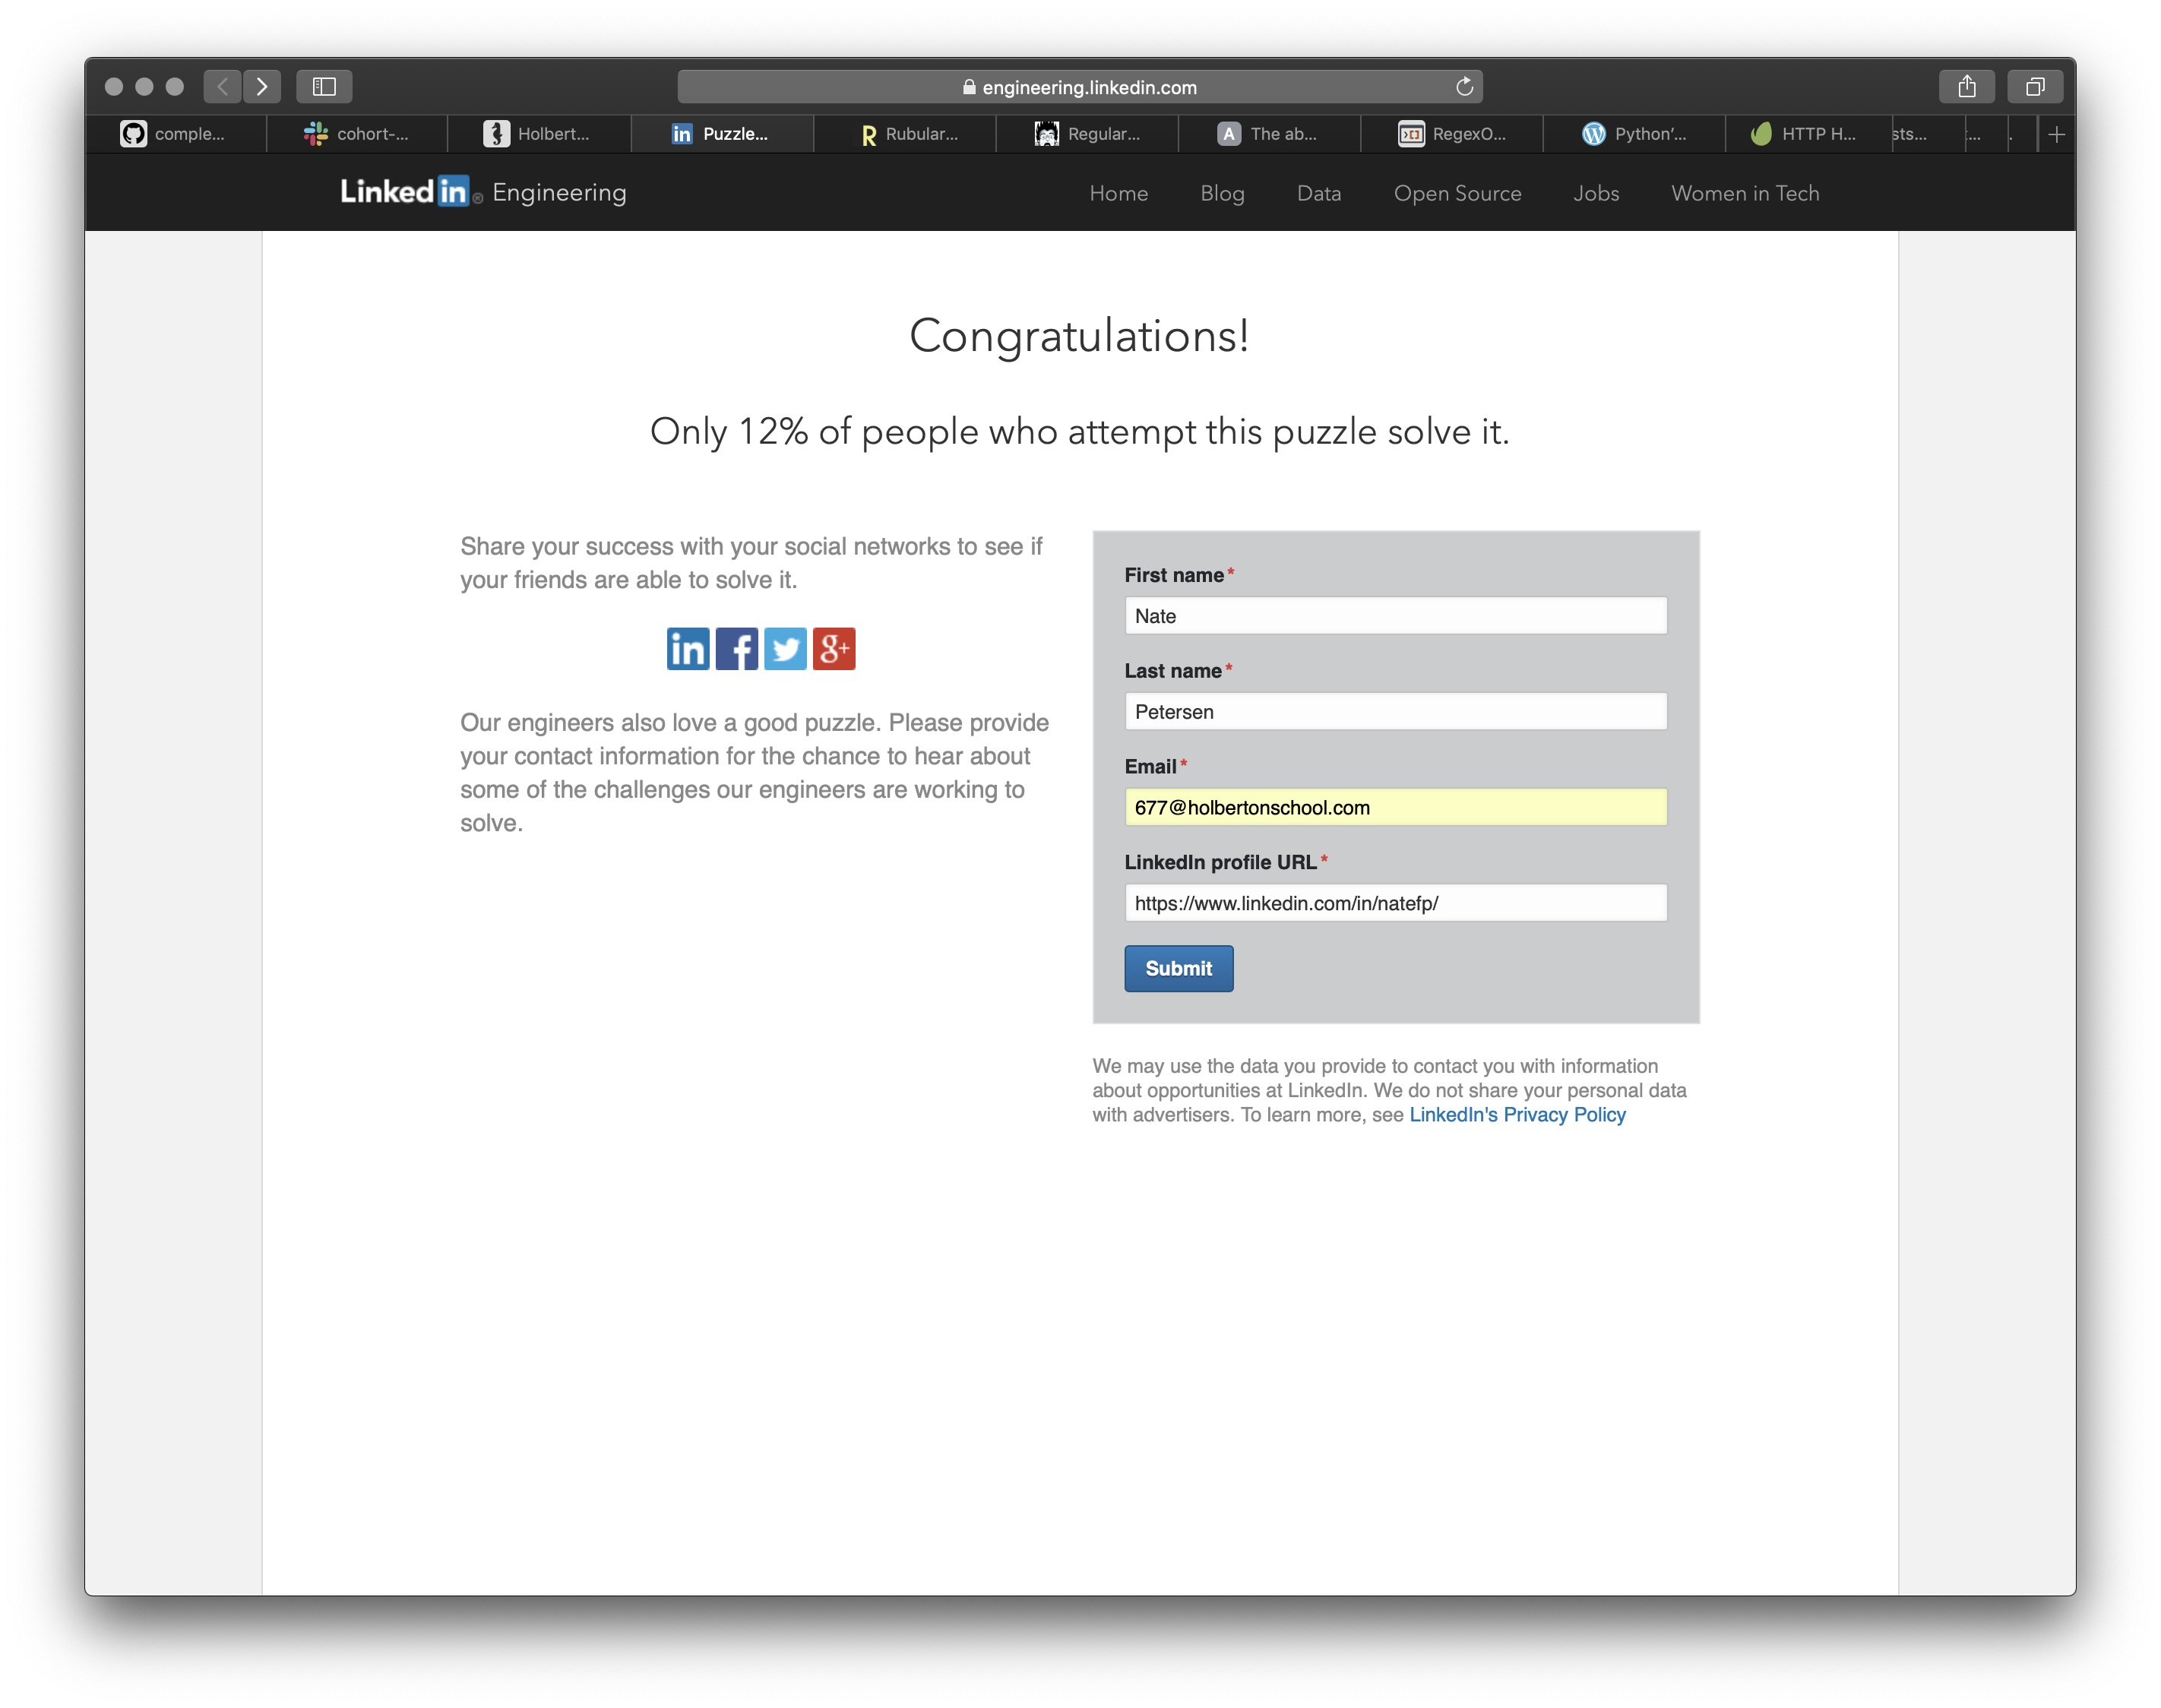 engineering.linkedin.com
comple... cohort-... Holbert... Puzzle... Rubular... Regular... The ab... RegexO... Python'... HTTP H... sts... ... .
Linked in ® Engineering Home Blog Data Open Source Jobs Women in Tech
Congratulations!
Only 12% of people who attempt this puzzle solve it.
Share your success with your social networks to see if
your friends are able to solve it.
in f g+
Our engineers also love a good puzzle. Please provide
your contact information for the chance to hear about
some of the challenges our engineers are working to
solve.
First name*
Nate
Last name*
Petersen
Email*
677@holbertonschool.com
LinkedIn profile URL*
https://www.linkedin.com/in/natefp/
Submit
We may use the data you provide to contact you with information
about opportunities at LinkedIn. We do not share your personal data
with advertisers. To learn more, see LinkedIn's Privacy Policy